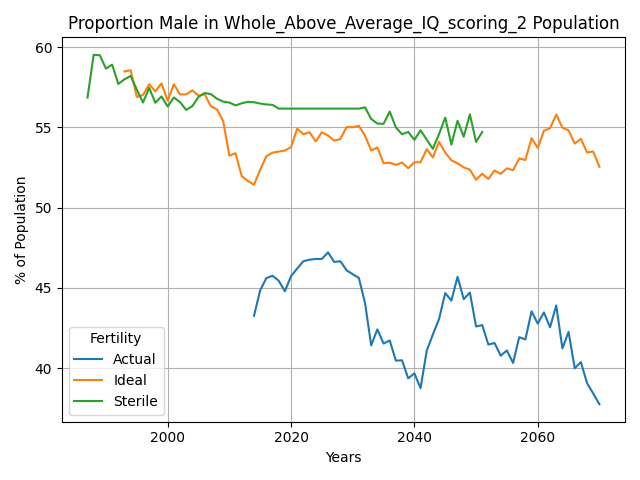 Proportion Male in Whole_Above_Average_IQ_scoring_2 Population
60
55
50
45
40
% of Population
Fertility
Actual
Ideal
Sterile
2000
2020
2040
2060
Years